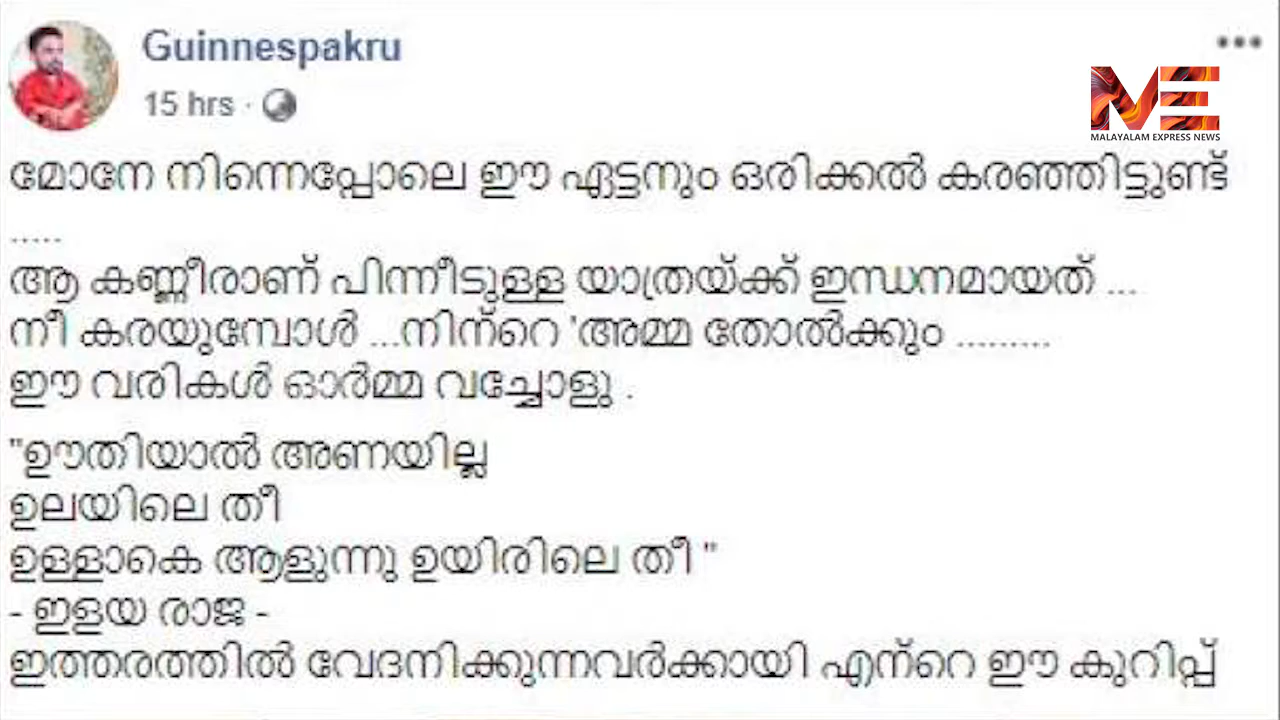 Guinnespakru
15 hrs ·
ME
MALAYALAM EXPRESS NEWS
മോനേ നിന്നെപ്പോലെ ഈ ഏട്ടനും ഒരിക്കൽ കരഞ്ഞിട്ടുണ്ട്
.....
ആ കണ്ണീരാണ് പിന്നീടുള്ള യാത്രയ്ക്ക് ഇന്ധനമായത് ...
നീ കരയുമ്പോൾ ...നിന്റെ 'അമ്മ തോൽക്കും .........
ഈ വരികൾ ഓർമ്മ വച്ചോളു .
"ഊതിയാൽ അണയില്ല
ഉലയിലെ തീ
ഉള്ളാകെ ആളുന്നു ഉയിരിലെ തീ "
- ഇളയ രാജ -
ഇത്തരത്തിൽ വേദനിക്കുന്നവർക്കായി എന്റെ ഈ കുറിപ്പ്